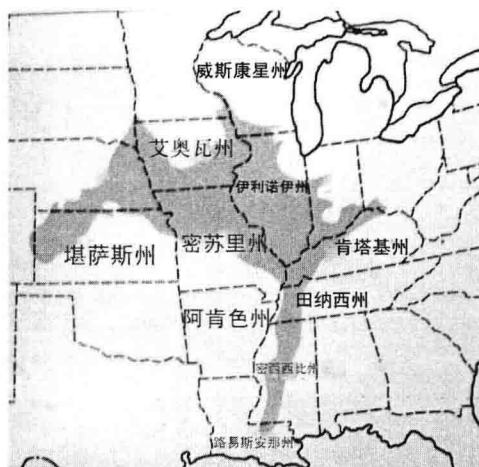 威斯康星州
艾奥瓦州
伊利诺伊州
堪萨斯州
密苏里州
肯塔基州
田纳西州
阿肯色州
密西西比州
路易斯安那州